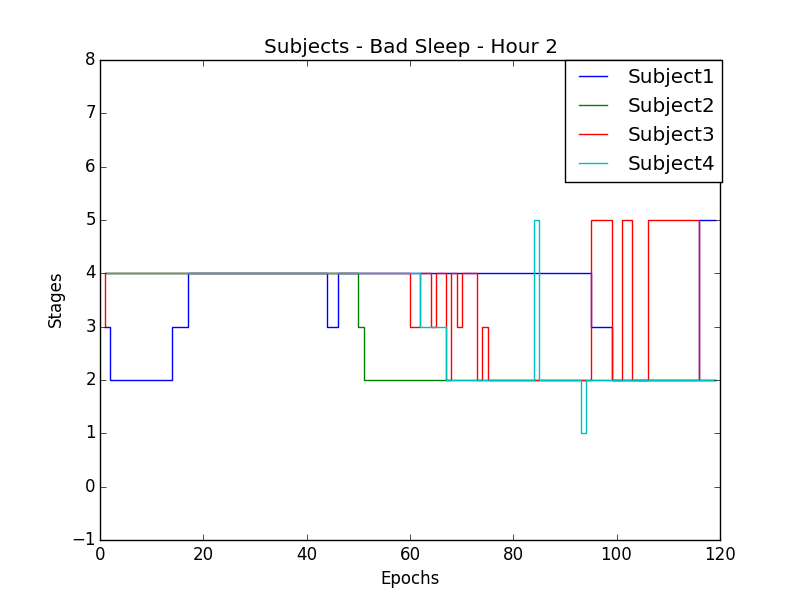 Subjects - Bad Sleep - Hour 2
8
7
6
5
4
3
2
1
0
−1
Stages
Subject1
Subject2
Subject3
Subject4
0 20 40 60 80 100 120
Epochs